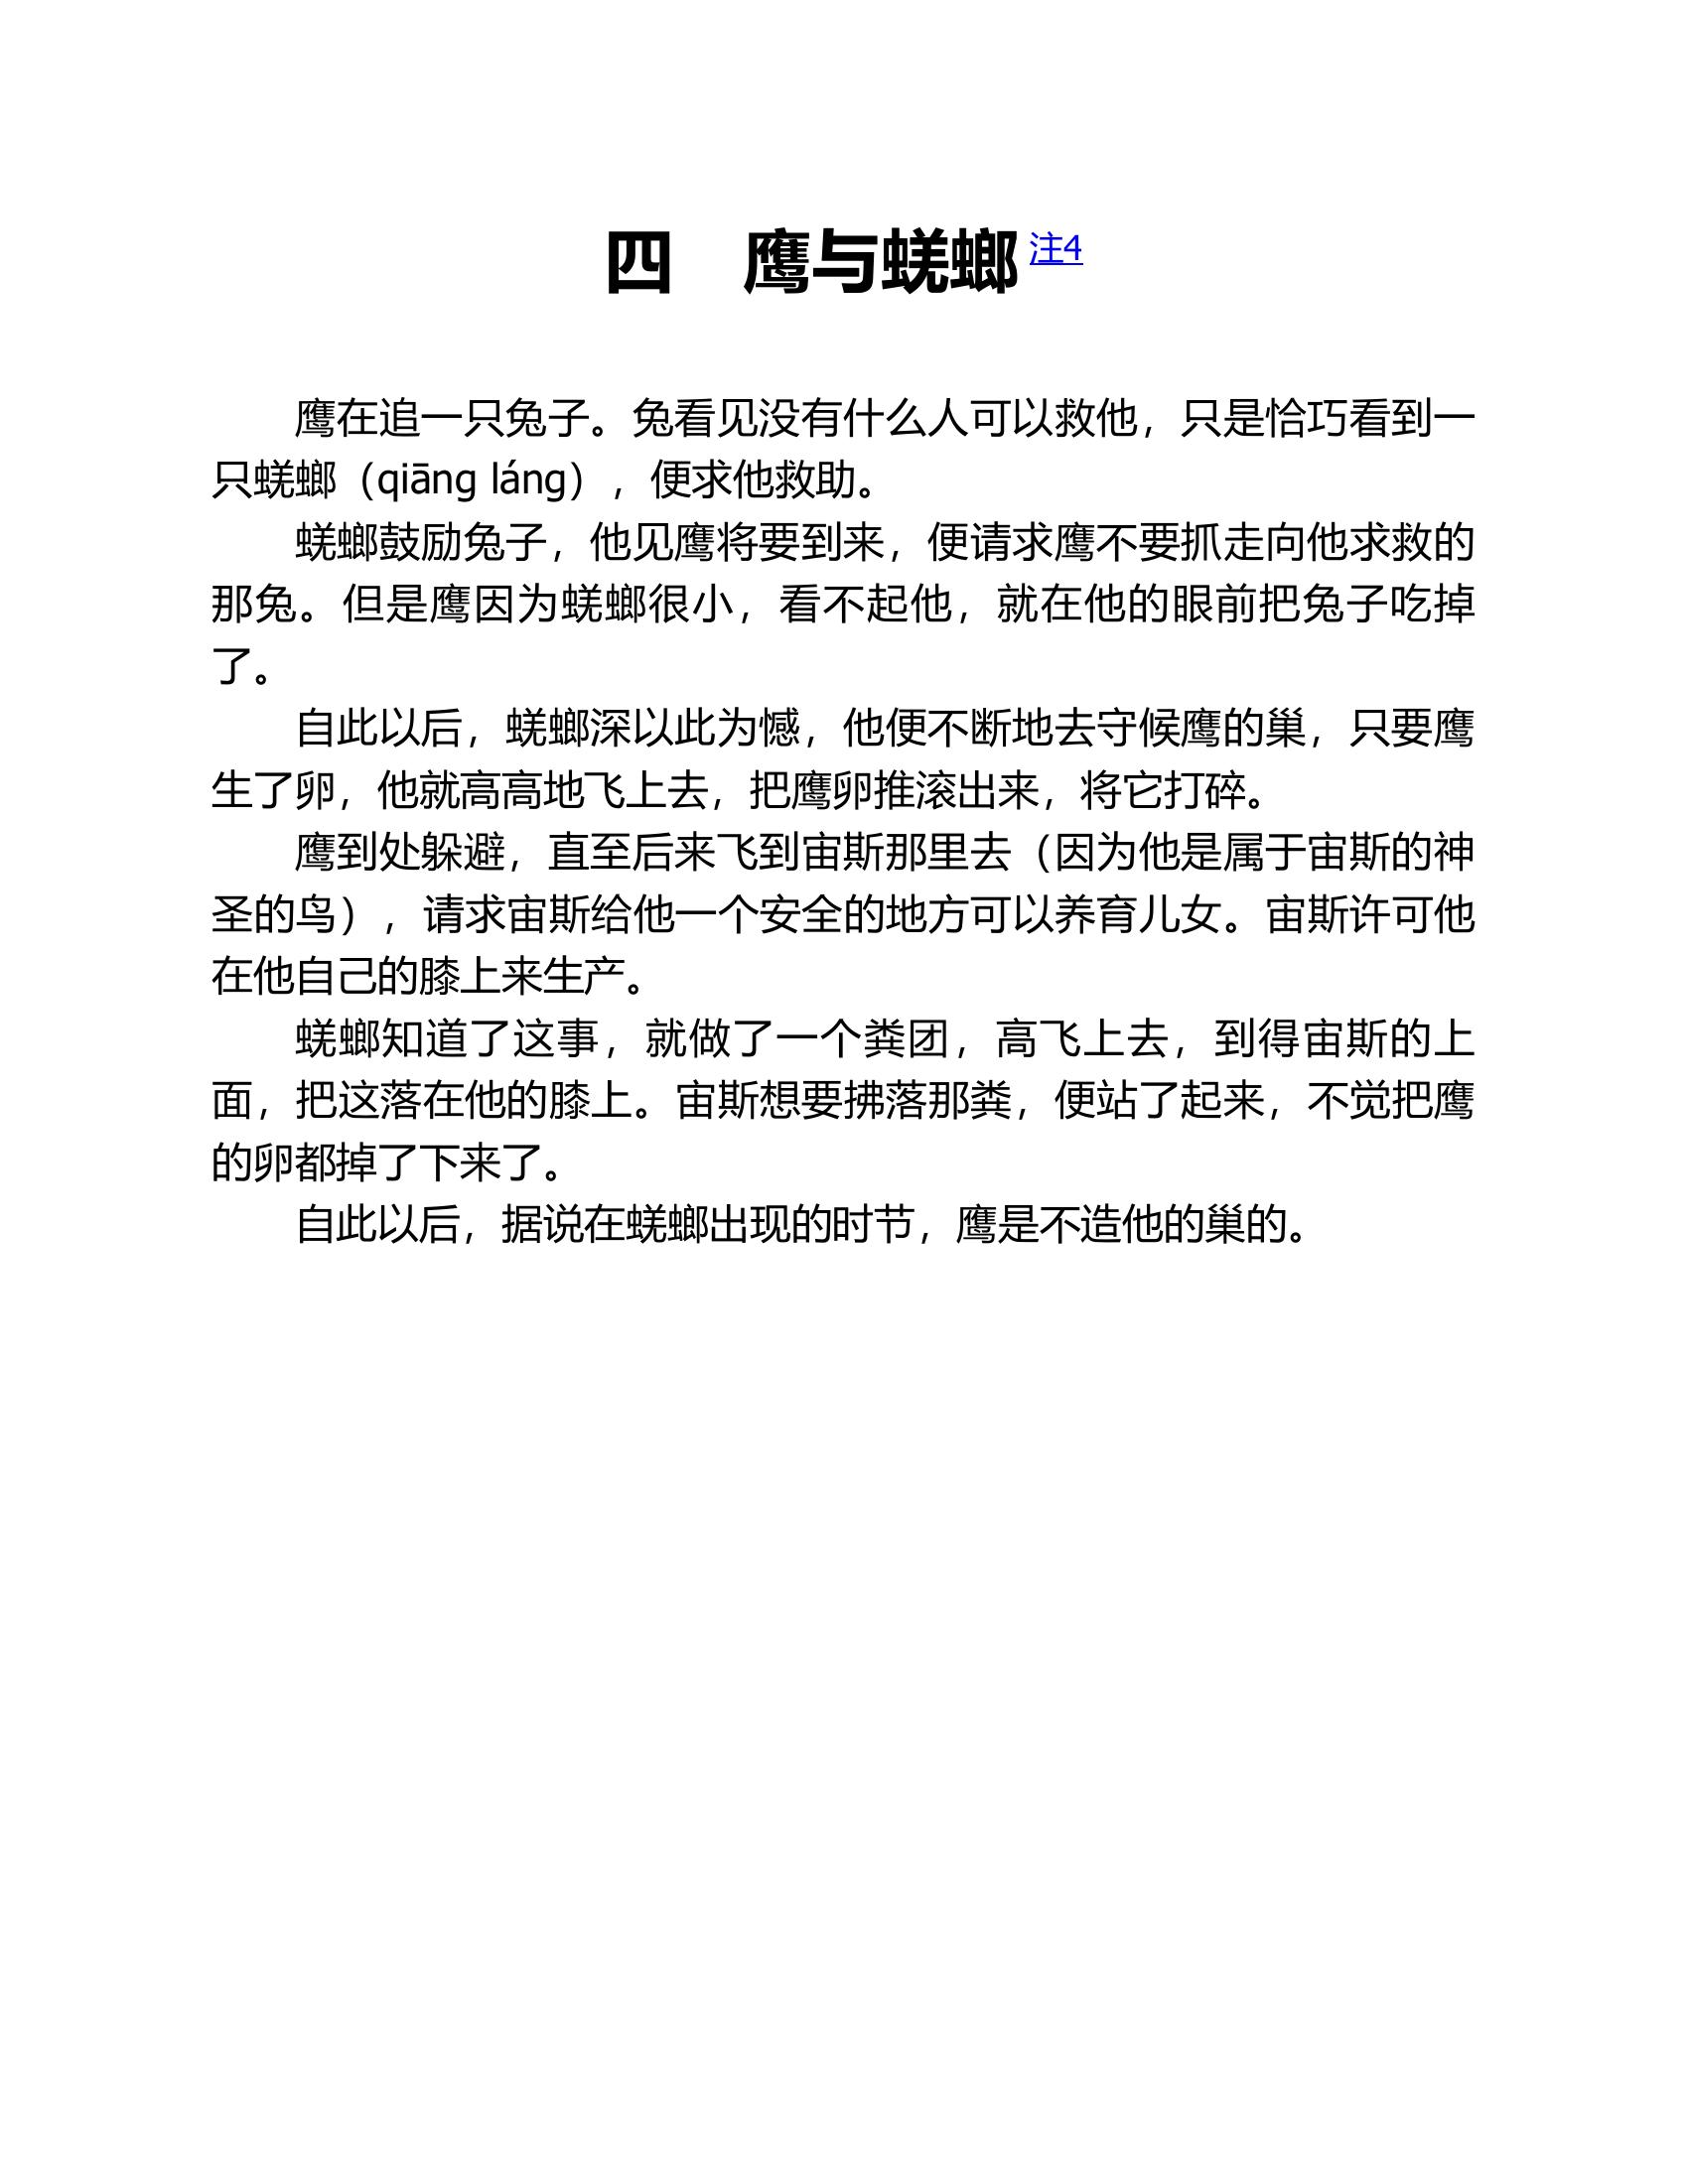 四　鹰与蜣螂 注4
鹰在追一只兔子。兔看见没有什么人可以救他，只是恰巧看到一
只蜣螂（qiāng láng），便求他救助。
蜣螂鼓励兔子，他见鹰将要到来，便请求鹰不要抓走向他求救的
那兔。但是鹰因为蜣螂很小，看不起他，就在他的眼前把兔子吃掉
了。
自此以后，蜣螂深以此为憾，他便不断地去守候鹰的巢，只要鹰
生了卵，他就高高地飞上去，把鹰卵推滚出来，将它打碎。
鹰到处躲避，直至后来飞到宙斯那里去（因为他是属于宙斯的神
圣的鸟），请求宙斯给他一个安全的地方可以养育儿女。宙斯许可他
在他自己的膝上来生产。
蜣螂知道了这事，就做了一个粪团，高飞上去，到得宙斯的上
面，把这落在他的膝上。宙斯想要拂落那粪，便站了起来，不觉把鹰
的卵都掉了下来了。
自此以后，据说在蜣螂出现的时节，鹰是不造他的巢的。